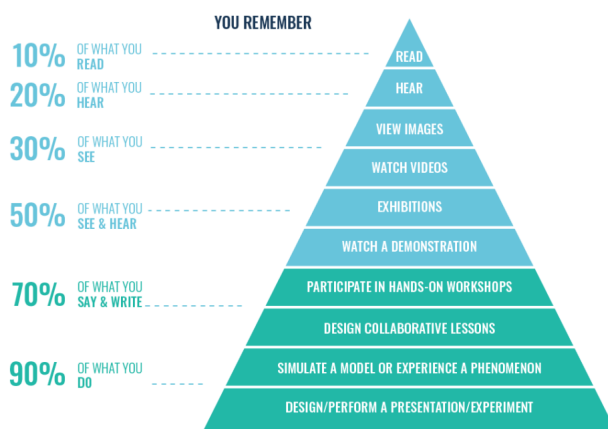 YOU REMEMBER
10% OF WHAT YOU
READ
20% OF WHAT YOU
HEAR
30% OF WHAT YOU
SEE
50% OF WHAT YOU
SEE & HEAR
70% OF WHAT YOU
SAY & WRITE
90% OF WHAT YOU
DO
READ
HEAR
VIEW IMAGES
WATCH VIDEOS
EXHIBITIONS
WATCH A DEMONSTRATION
PARTICIPATE IN HANDS-ON WORKSHOPS
DESIGN COLLABORATIVE LESSONS
SIMULATE A MODEL OR EXPERIENCE A PHENOMENON
DESIGN/PERFORM A PRESENTATION/EXPERIMENT